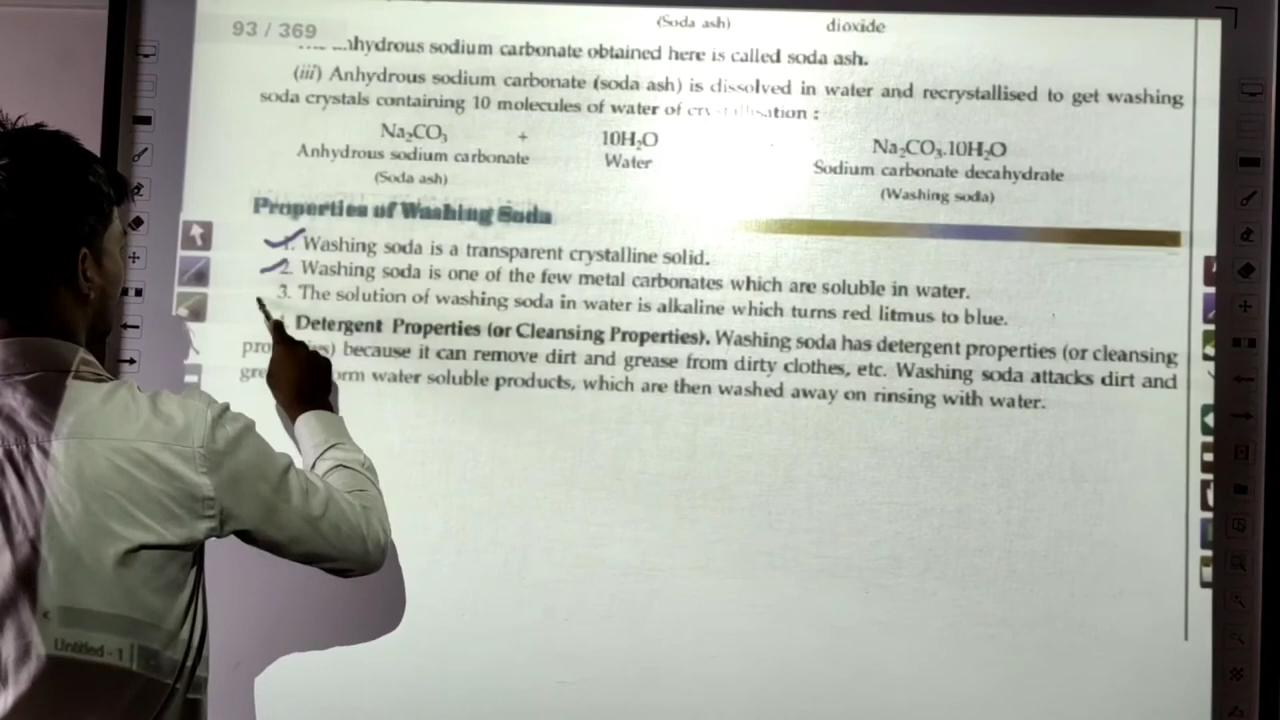 93 / 369
(Soda ash) dioxide
anhydrous sodium carbonate obtained here is called soda ash.
(iii) Anhydrous sodium carbonate (soda ash) is dissolved in water and recrystallised to get washing
soda crystals containing 10 molecules of water of crystallisation :
Na₂CO₃ + 10H₂O Na₂CO₃.10H₂O
Anhydrous sodium carbonate Water Sodium carbonate decahydrate
(Soda ash) (Washing soda)
Properties of Washing Soda
1. Washing soda is a transparent crystalline solid.
2. Washing soda is one of the few metal carbonates which are soluble in water.
3. The solution of washing soda in water is alkaline which turns red litmus to blue.
Detergent Properties (or Cleansing Properties). Washing soda has detergent properties (or cleansing
because it can remove dirt and grease from dirty clothes, etc. Washing soda attacks dirt and
water soluble products, which are then washed away on rinsing with water.
Untitled - 1